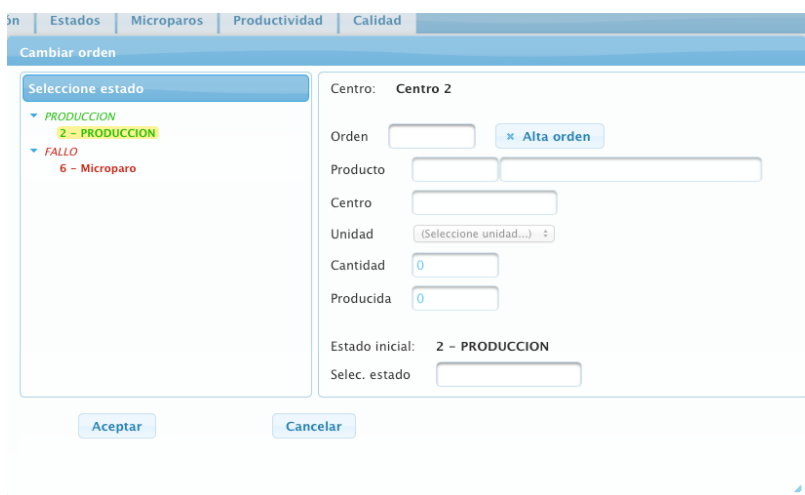 ón Estados Microparos Productividad Calidad
Cambiar orden
Seleccione estado
PRODUCCION
2 - PRODUCCION
FALLO
6 - Microparo
Centro: Centro 2
Orden × Alta orden
Producto
Centro
Unidad (Seleccione unidad...)
Cantidad 0
Producida 0
Estado inicial: 2 - PRODUCCION
Selec. estado
Aceptar Cancelar